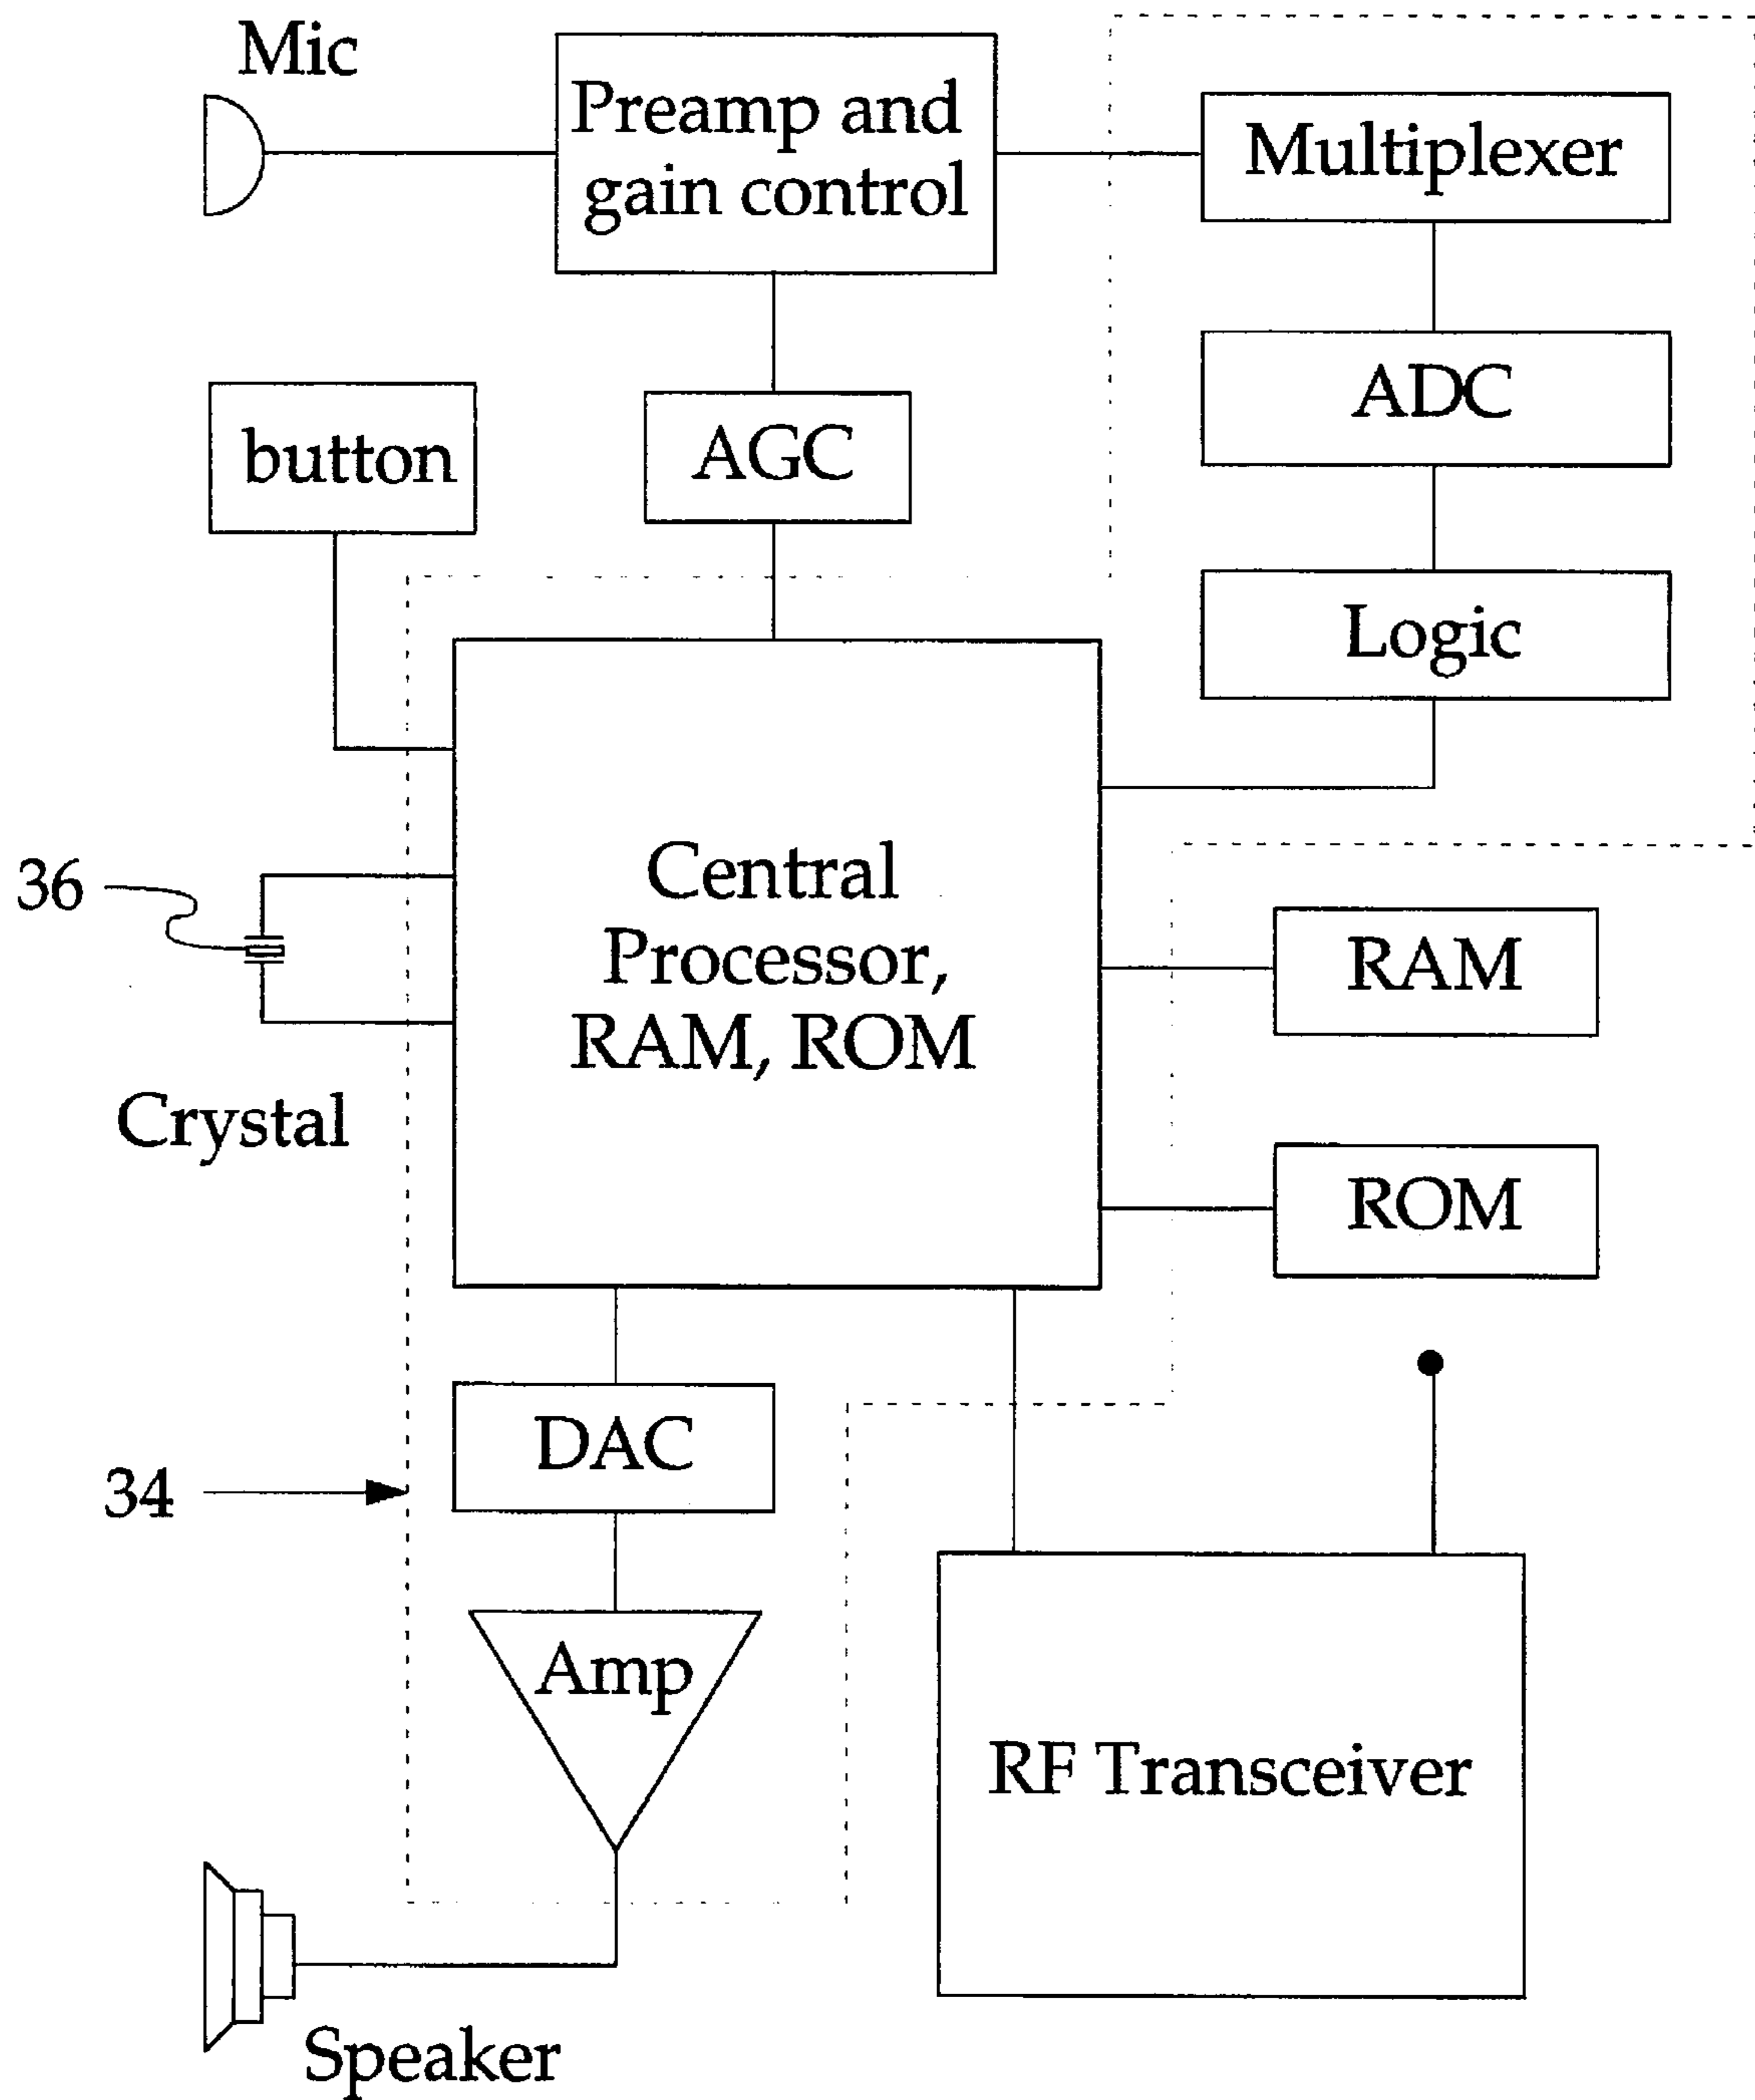 Mic
Preamp and
gain control
Multiplexer
ADC
button
AGC
Logic
36
Central
Processor,
RAM, ROM
RAM
Crystal
ROM
DAC
34
Amp
RF Transceiver
Speaker